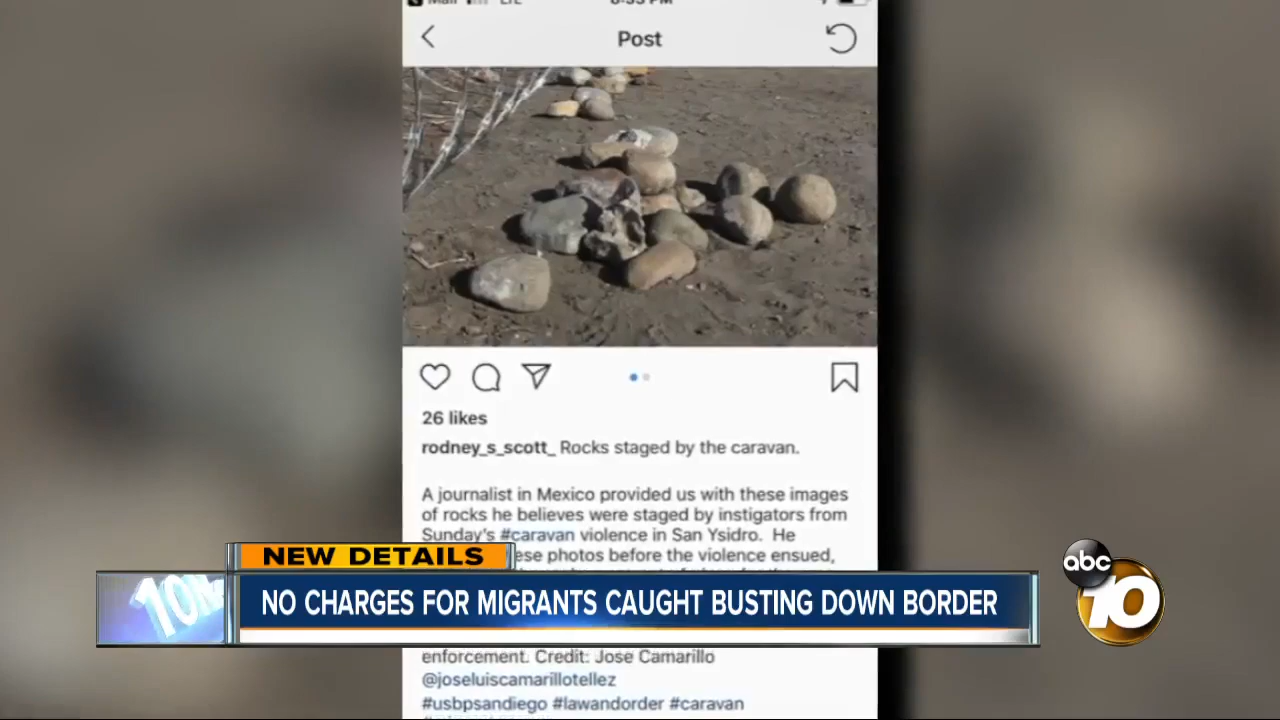 LTE
Post
26 likes
rodney_s_scott_ Rocks staged by the caravan.
A journalist in Mexico provided us with these images
of rocks he believes were staged by instigators from
Sunday's #caravan violence in San Ysidro. He
photos before the violence ensued,
NEW DETAILS
10N
NO CHARGES FOR MIGRANTS CAUGHT BUSTING DOWN BORDER
abc
10
enforcement. Credit: Jose Camarillo
@joseluiscamarillotellez
#usbpsandiego #lawandorder #caravan